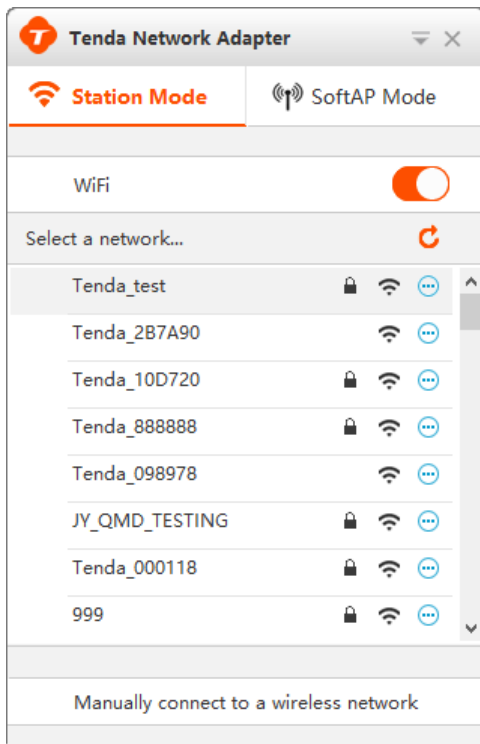 Tenda Network Adapter
Station Mode
SoftAP Mode
WiFi
Select a network...
Tenda_test
Tenda_2B7A90
Tenda_10D720
Tenda_888888
Tenda_098978
JY_QMD_TESTING
Tenda_000118
999
Manually connect to a wireless network